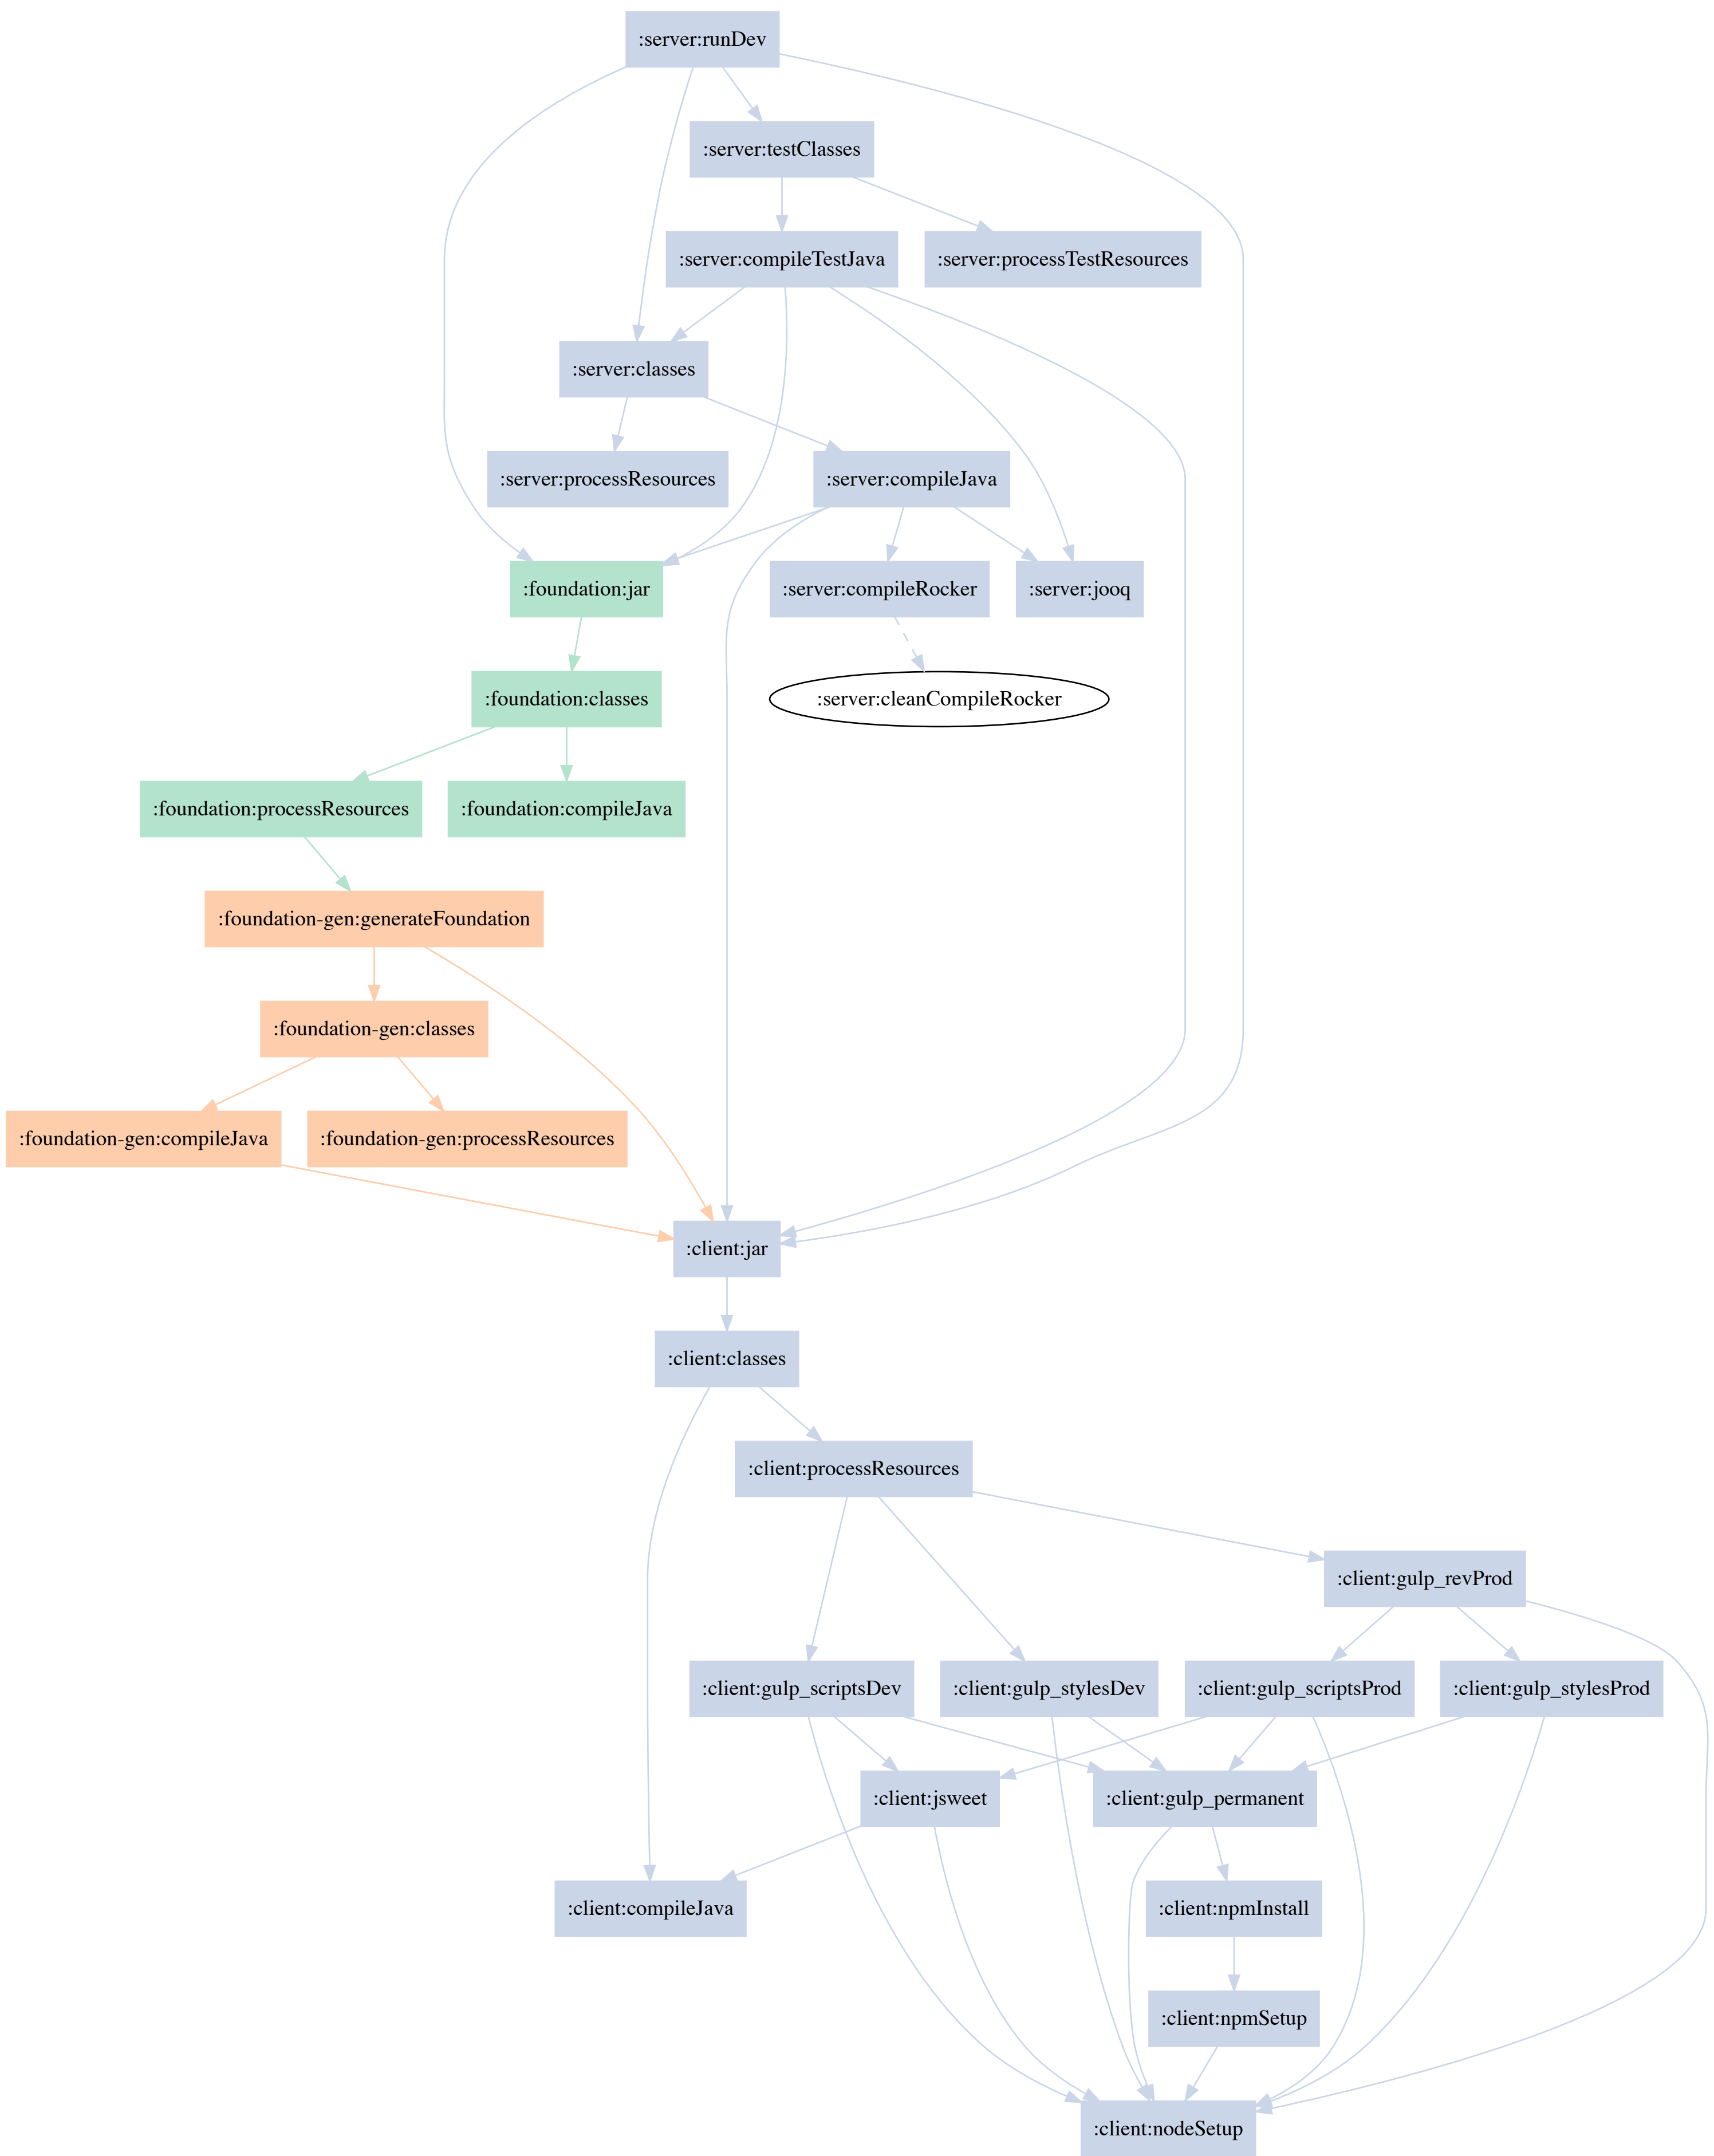 :server:runDev
:server:testClasses
:server:compileTestJava
:server:processTestResources
:server:classes
:server:processResources
:server:compileJava
:foundation:jar
:server:compileRocker
:server:jooq
:foundation:classes
:server:cleanCompileRocker
:foundation:processResources
:foundation:compileJava
:foundation-gen:generateFoundation
:foundation-gen:classes
:foundation-gen:compileJava
:foundation-gen:processResources
:client:jar
:client:classes
:client:processResources
:client:gulp_revProd
:client:gulp_scriptsDev
:client:gulp_stylesDev
:client:gulp_scriptsProd
:client:gulp_stylesProd
:client:jsweet
:client:gulp_permanent
:client:compileJava
:client:npmInstall
:client:npmSetup
:client:nodeSetup